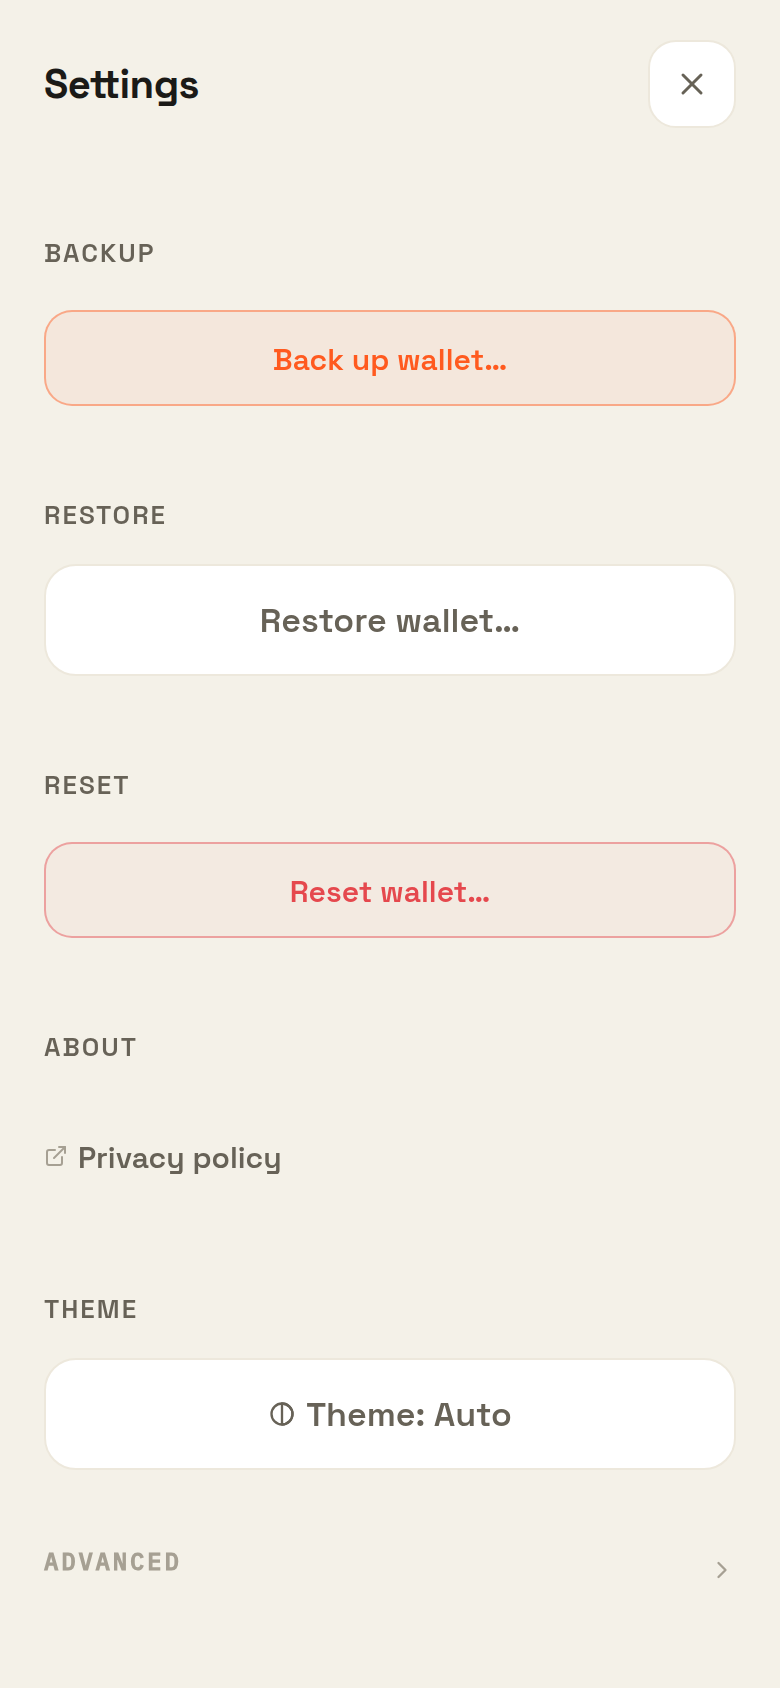 Settings
BACKUP
Back up wallet…
RESTORE
Restore wallet…
RESET
Reset wallet…
ABOUT
Privacy policy
THEME
Theme: Auto
ADVANCED